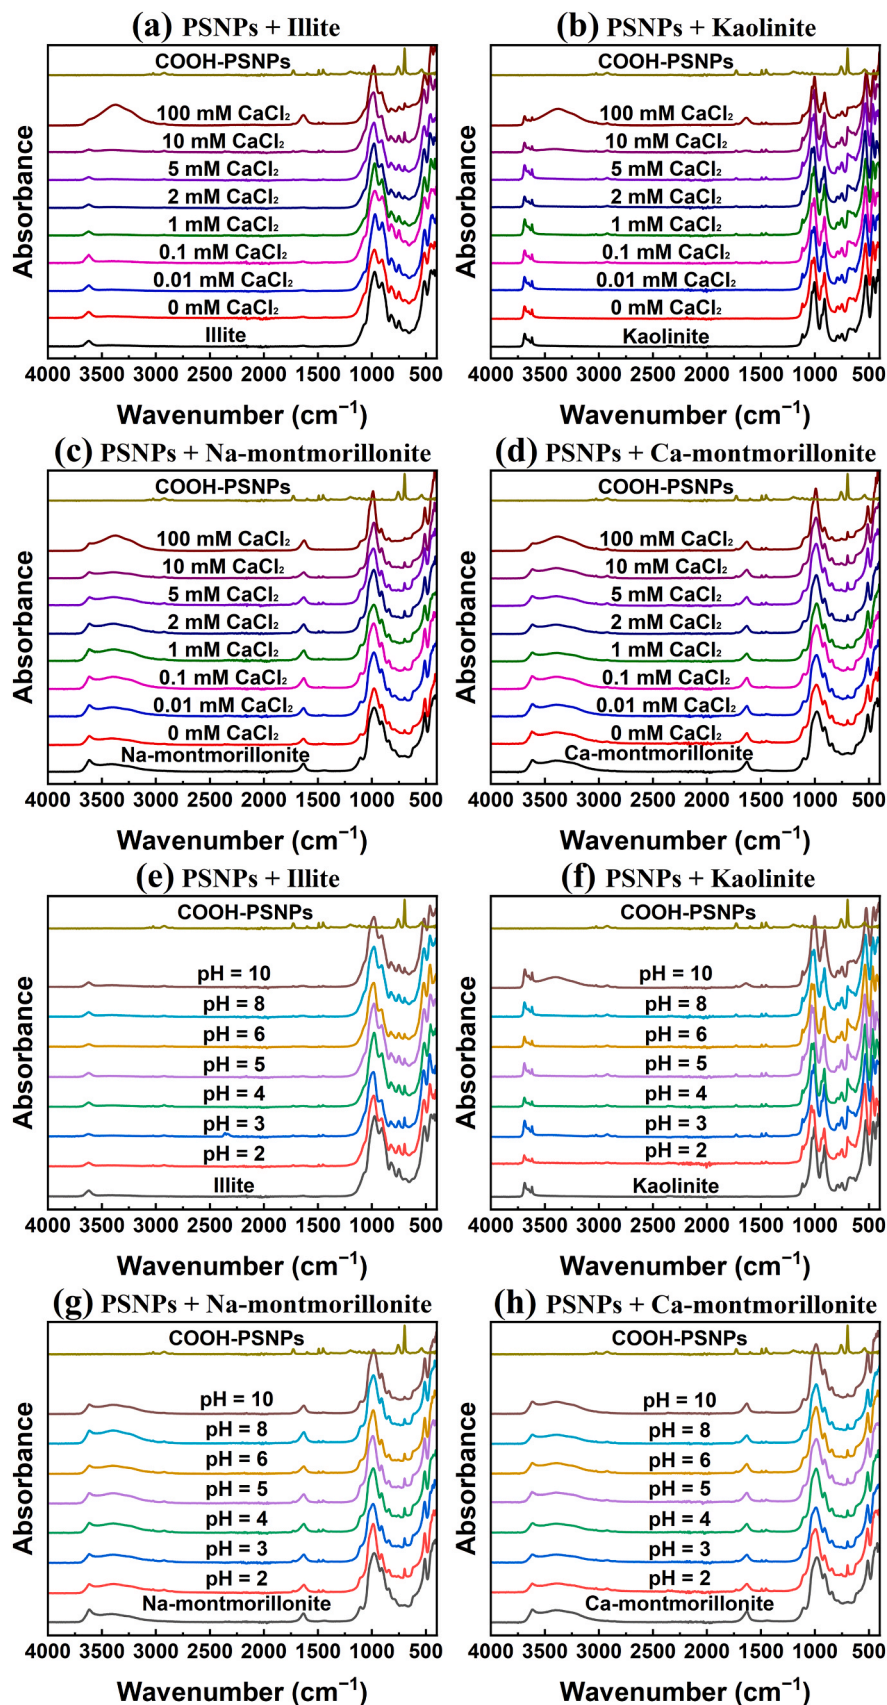 (a) PSNPs + Illite
COOH-PSNPs
100 mM CaCl₂
10 mM CaCl₂
5 mM CaCl₂
2 mM CaCl₂
1 mM CaCl₂
0.1 mM CaCl₂
0.01 mM CaCl₂
0 mM CaCl₂
Illite
Absorbance
4000 3500 3000 2500 2000 1500 1000 500
Wavenumber (cm⁻¹)
(b) PSNPs + Kaolinite
COOH-PSNPs
100 mM CaCl₂
10 mM CaCl₂
5 mM CaCl₂
2 mM CaCl₂
1 mM CaCl₂
0.1 mM CaCl₂
0.01 mM CaCl₂
0 mM CaCl₂
Kaolinite
Absorbance
4000 3500 3000 2500 2000 1500 1000 500
Wavenumber (cm⁻¹)
(c) PSNPs + Na-montmorillonite
COOH-PSNPs
100 mM CaCl₂
10 mM CaCl₂
5 mM CaCl₂
2 mM CaCl₂
1 mM CaCl₂
0.1 mM CaCl₂
0.01 mM CaCl₂
0 mM CaCl₂
Na-montmorillonite
Absorbance
4000 3500 3000 2500 2000 1500 1000 500
Wavenumber (cm⁻¹)
(d) PSNPs + Ca-montmorillonite
COOH-PSNPs
100 mM CaCl₂
10 mM CaCl₂
5 mM CaCl₂
2 mM CaCl₂
1 mM CaCl₂
0.1 mM CaCl₂
0.01 mM CaCl₂
0 mM CaCl₂
Ca-montmorillonite
Absorbance
4000 3500 3000 2500 2000 1500 1000 500
Wavenumber (cm⁻¹)
(e) PSNPs + Illite
COOH-PSNPs
pH = 10
pH = 8
pH = 6
pH = 5
pH = 4
pH = 3
pH = 2
Illite
Absorbance
4000 3500 3000 2500 2000 1500 1000 500
Wavenumber (cm⁻¹)
(f) PSNPs + Kaolinite
COOH-PSNPs
pH = 10
pH = 8
pH = 6
pH = 5
pH = 4
pH = 3
pH = 2
Kaolinite
Absorbance
4000 3500 3000 2500 2000 1500 1000 500
Wavenumber (cm⁻¹)
(g) PSNPs + Na-montmorillonite
COOH-PSNPs
pH = 10
pH = 8
pH = 6
pH = 5
pH = 4
pH = 3
pH = 2
Na-montmorillonite
Absorbance
4000 3500 3000 2500 2000 1500 1000 500
Wavenumber (cm⁻¹)
(h) PSNPs + Ca-montmorillonite
COOH-PSNPs
pH = 10
pH = 8
pH = 6
pH = 5
pH = 4
pH = 3
pH = 2
Ca-montmorillonite
Absorbance
4000 3500 3000 2500 2000 1500 1000 500
Wavenumber (cm⁻¹)